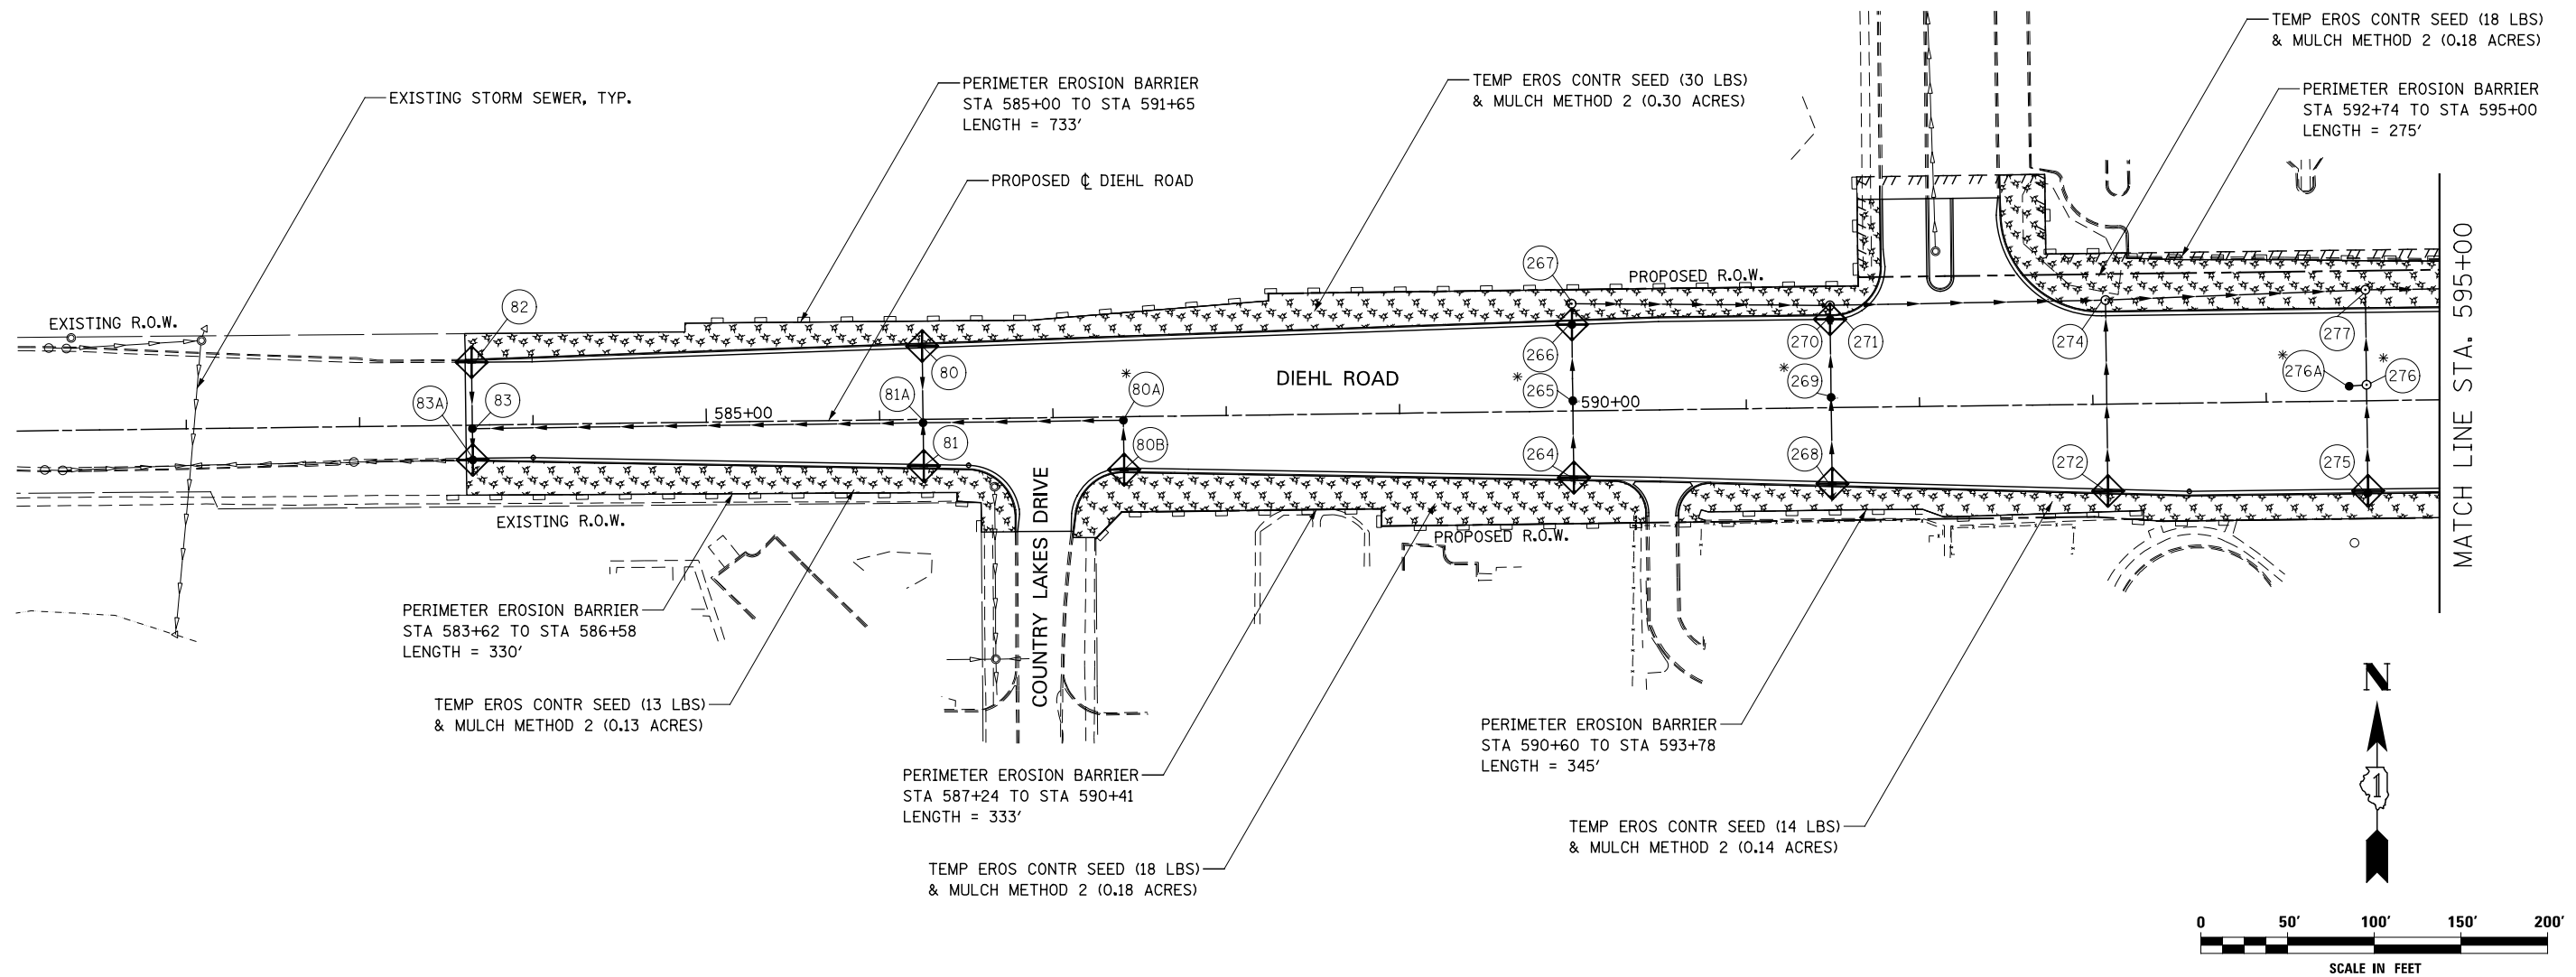 TEMP EROS CONTR SEED (18 LBS)
& MULCH METHOD 2 (0.18 ACRES)
PERIMETER EROSION BARRIER
STA 585+00 TO STA 591+65
LENGTH = 733'
TEMP EROS CONTR SEED (30 LBS)
& MULCH METHOD 2 (0.30 ACRES)
PERIMETER EROSION BARRIER
STA 592+74 TO STA 595+00
LENGTH = 275'
EXISTING STORM SEWER, TYP.
PROPOSED ℄ DIEHL ROAD
MATCH LINE STA. 595+00
267
PROPOSED R.O.W.
EXISTING R.O.W.
82
266
270
271
274
277
80
* 80A
DIEHL ROAD
* 265
* 269
* 276A
* 276
83A
83
81A
585+00
590+00
81
80B
264
268
272
275
EXISTING R.O.W.
COUNTRY LAKES DRIVE
PROPOSED R.O.W.
PERIMETER EROSION BARRIER
STA 583+62 TO STA 586+58
LENGTH = 330'
TEMP EROS CONTR SEED (13 LBS)
& MULCH METHOD 2 (0.13 ACRES)
PERIMETER EROSION BARRIER
STA 590+60 TO STA 593+78
LENGTH = 345'
PERIMETER EROSION BARRIER
STA 587+24 TO STA 590+41
LENGTH = 333'
TEMP EROS CONTR SEED (14 LBS)
& MULCH METHOD 2 (0.14 ACRES)
TEMP EROS CONTR SEED (18 LBS)
& MULCH METHOD 2 (0.18 ACRES)
N
1
0 50' 100' 150' 200'
SCALE IN FEET